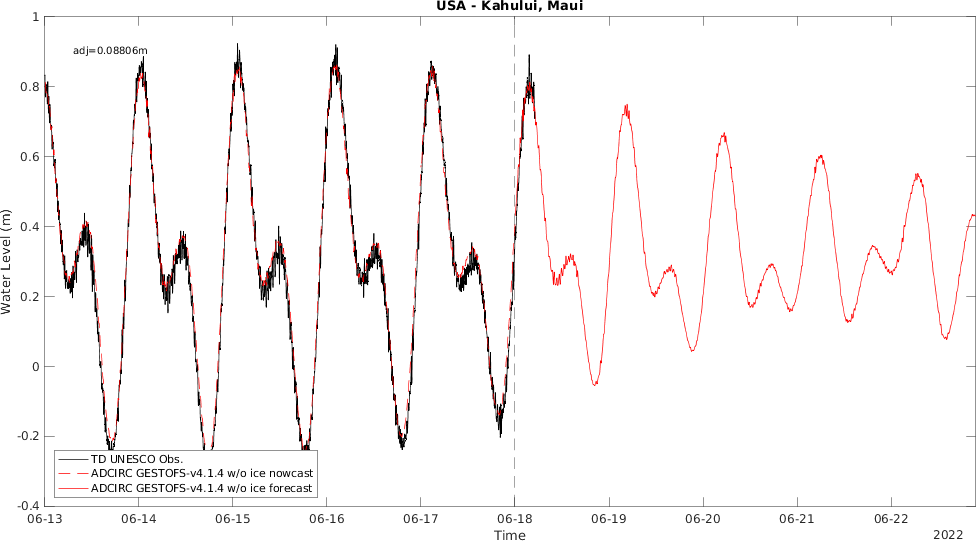 USA - Kahului, Maui
adj=0.08806m
Water Level (m)
1
0.8
0.6
0.4
0.2
0
-0.2
-0.4
TD UNESCO Obs.
ADCIRC GESTOFS-v4.1.4 w/o ice nowcast
ADCIRC GESTOFS-v4.1.4 w/o ice forecast
06-13 06-14 06-15 06-16 06-17 06-18 06-19 06-20 06-21 06-22
Time
2022